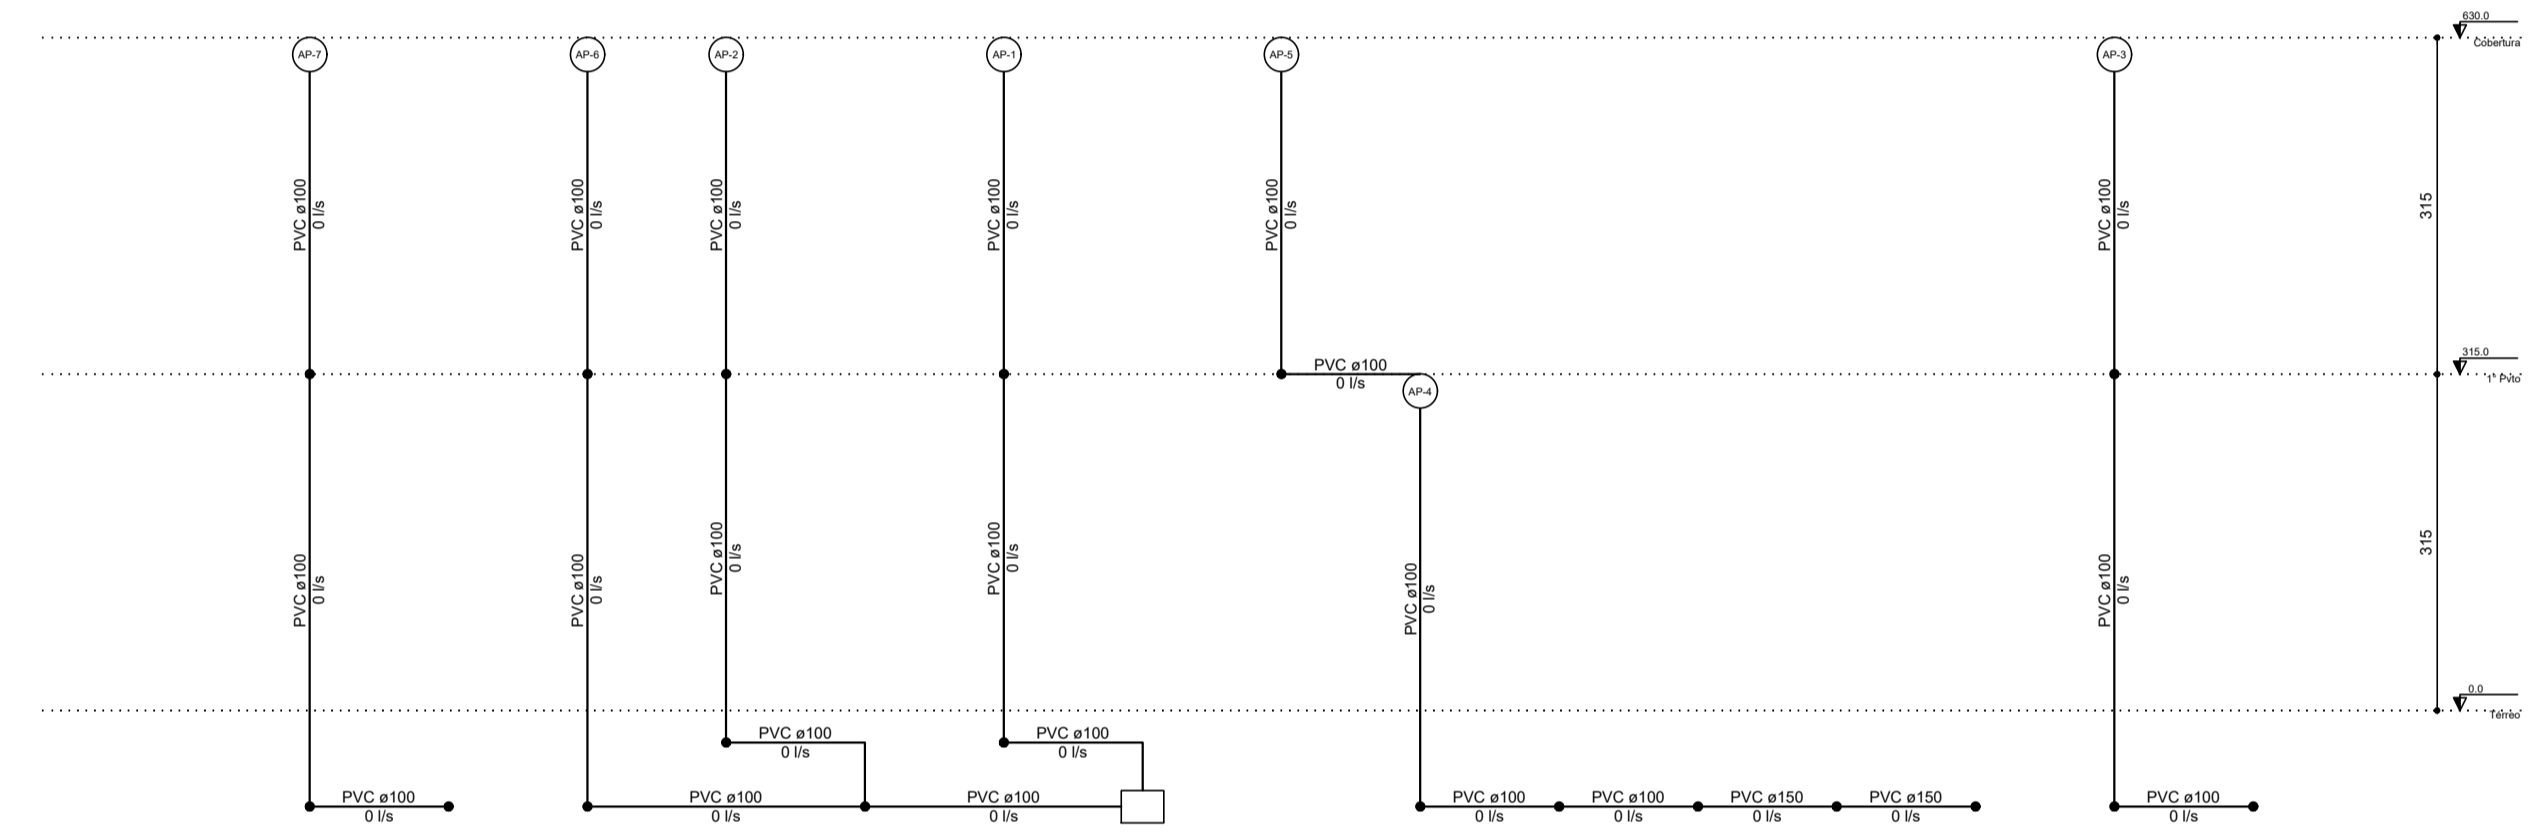 630.0
Cobertura
AP-7
AP-6
AP-2
AP-1
AP-5
AP-3
PVC ø100
0 l/s
PVC ø100
0 l/s
PVC ø100
0 l/s
PVC ø100
0 l/s
PVC ø100
0 l/s
PVC ø100
0 l/s
315
315.0
1° Pvto
PVC ø100
0 l/s
AP-4
PVC ø100
0 l/s
PVC ø100
0 l/s
PVC ø100
0 l/s
PVC ø100
0 l/s
PVC ø100
0 l/s
PVC ø100
0 l/s
315
0.0
Térreo
PVC ø100
0 l/s
PVC ø100
0 l/s
PVC ø100
0 l/s
PVC ø100
0 l/s
PVC ø100
0 l/s
PVC ø100
0 l/s
PVC ø100
0 l/s
PVC ø150
0 l/s
PVC ø150
0 l/s
PVC ø100
0 l/s